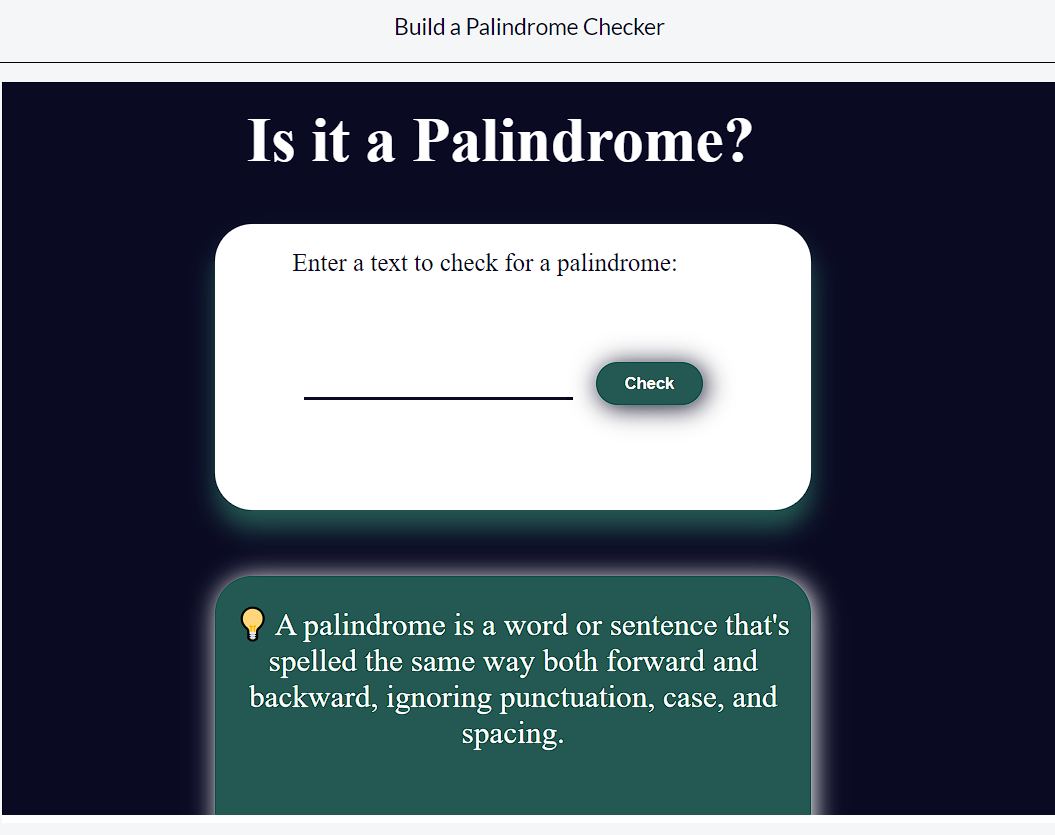 Build a Palindrome Checker
Is it a Palindrome?
Enter a text to check for a palindrome:
Check
💡 A palindrome is a word or sentence that's
spelled the same way both forward and
backward, ignoring punctuation, case, and
spacing.